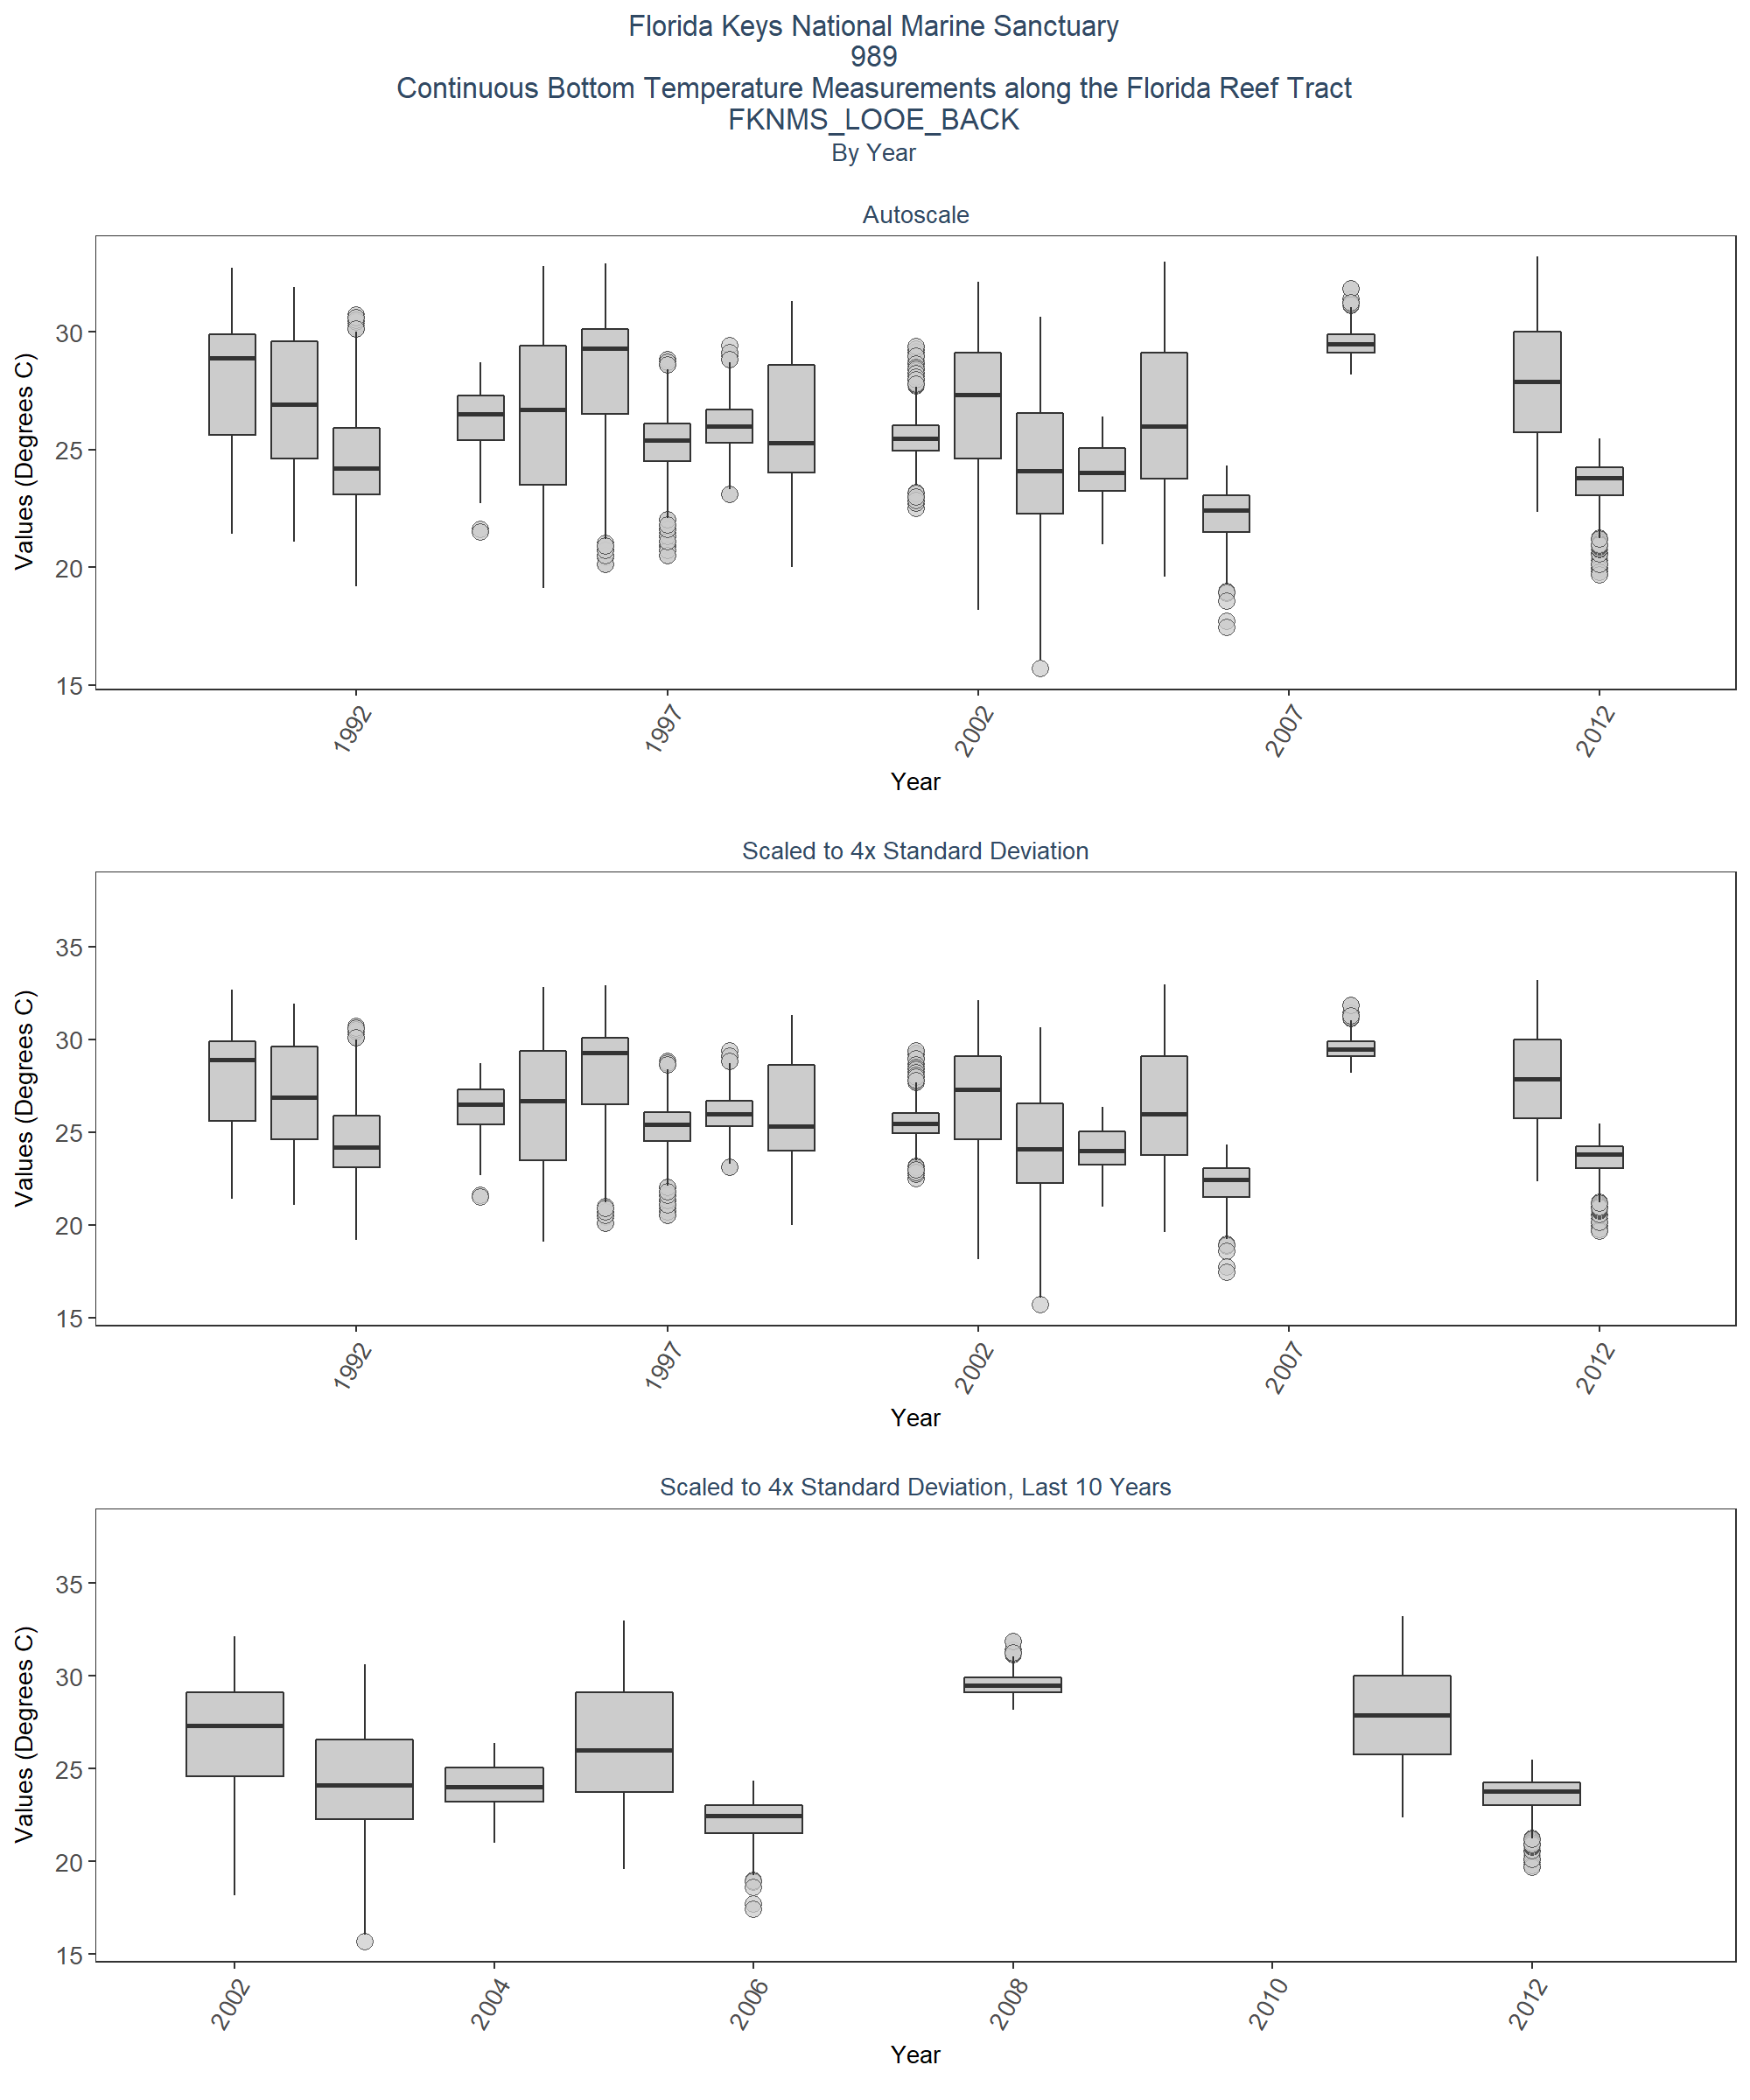 Florida Keys National Marine Sanctuary
989
Continuous Bottom Temperature Measurements along the Florida Reef Tract
FKNMS_LOOE_BACK
By Year
Autoscale
Values (Degrees C)
30
25
20
15
1992
1997
2002
2007
2012
Year
Scaled to 4x Standard Deviation
Values (Degrees C)
35
30
25
20
15
1992
1997
2002
2007
2012
Year
Scaled to 4x Standard Deviation, Last 10 Years
Values (Degrees C)
35
30
25
20
15
2002
2004
2006
2008
2010
2012
Year